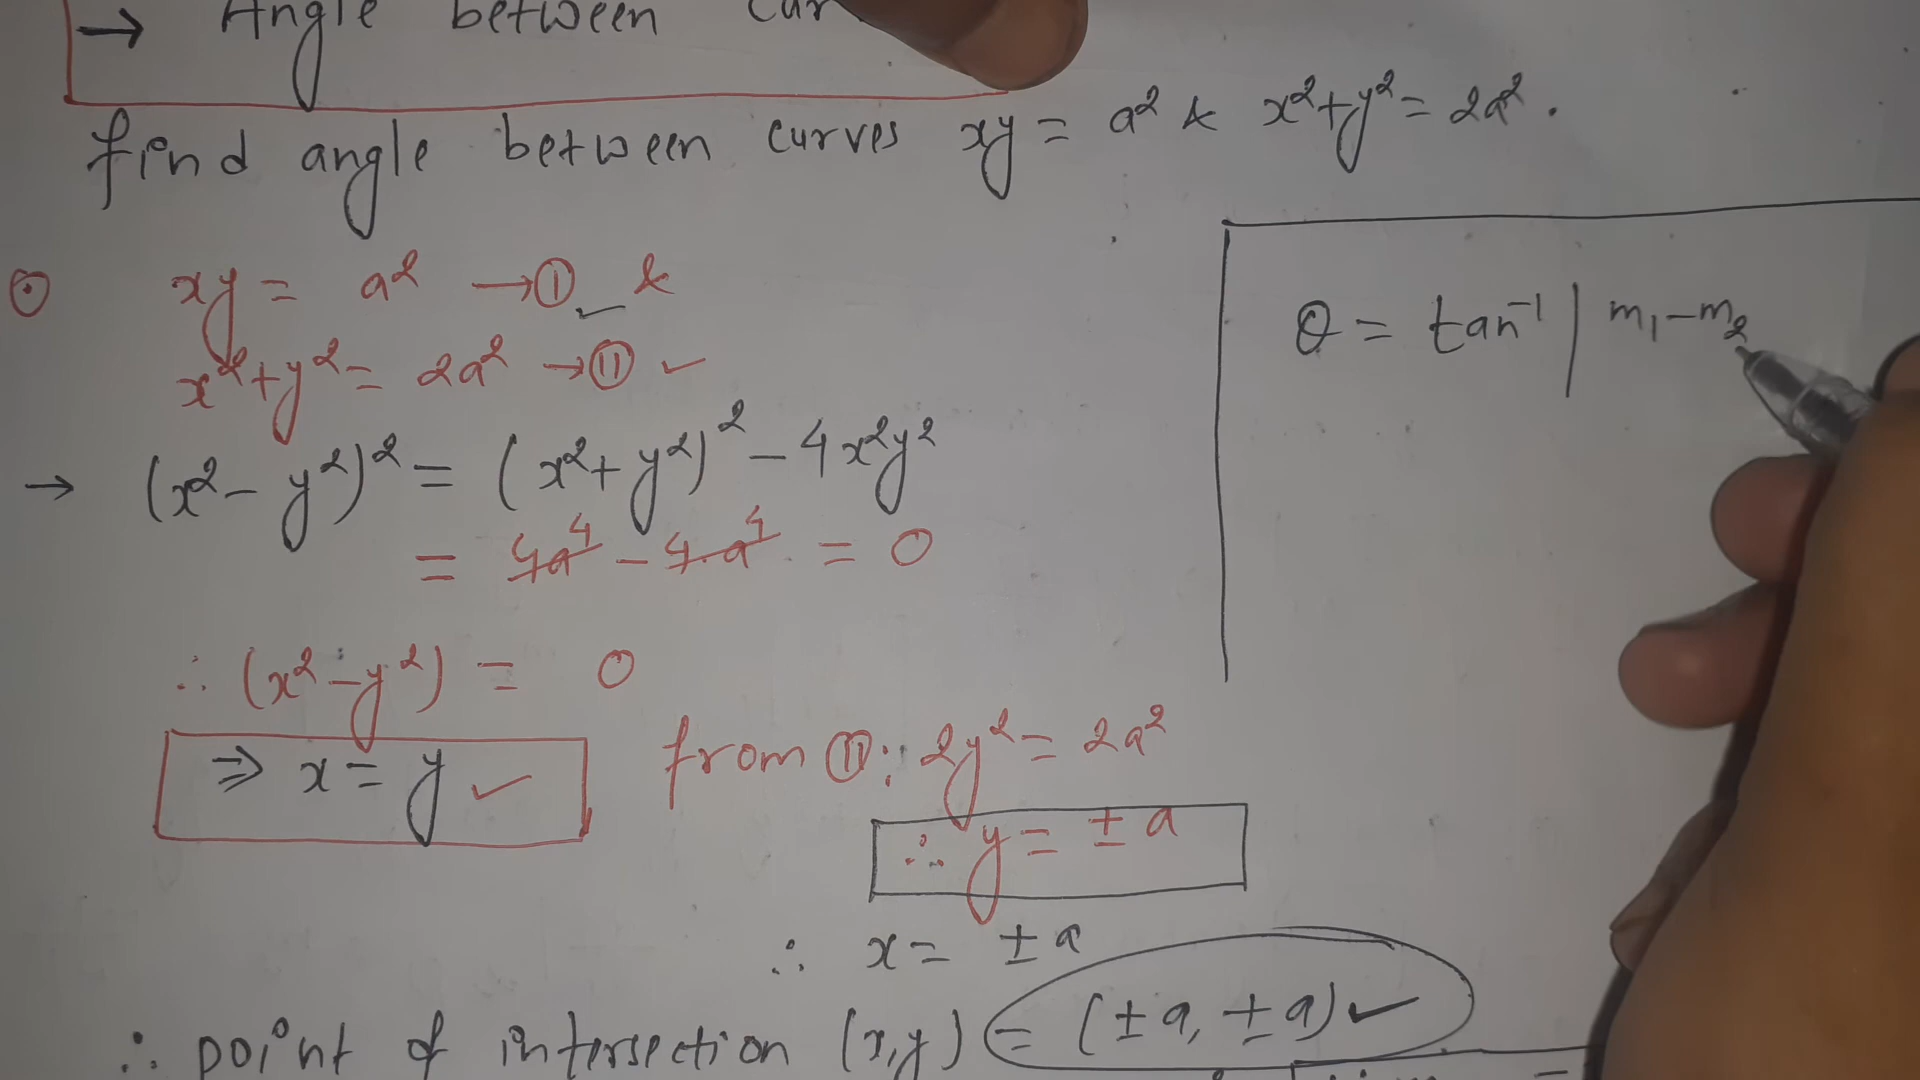 → Angle between
find angle between curves xy = a² & x²+y² = 2a².
xy = a² → ① &
x²+y² = 2a² → ⑪ ✓
→ (x² - y²)² = (x²+y²)² - 4x²y²
= 4a⁴ - 4.a⁴ = 0
∴ (x²-y²) = 0
⇒ x = y ✓
from ⑪: 2y² = 2a²
∴ y = ± a
∴ x = ± a
∴ point of intersection (x,y) = (±a, ±a) ✓
θ = tan⁻¹ | m₁-m₂